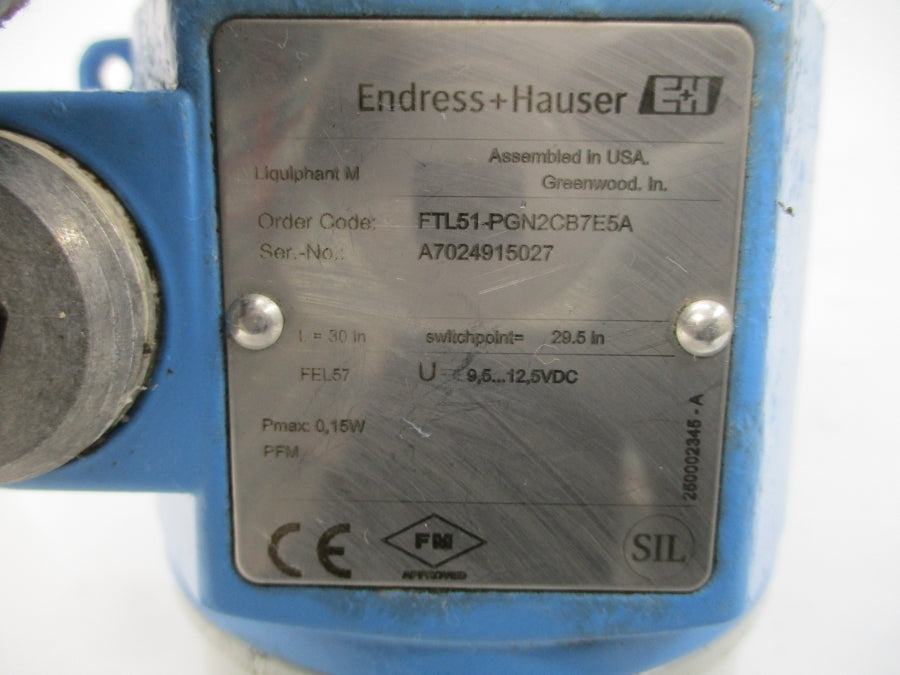 Endress+Hauser E+H
Assembled in USA.
Liquiphant M
Greenwood. In.
Order Code: FTL51-PGN2CB7E5A
Ser.-No.: A7024915027
L = 30 in switchpoint= 29.5 in
FEL57 U = 9,5...12,5VDC
Pmax: 0,15W
PFM
250002345 - A
CE FM SIL
APPROVED